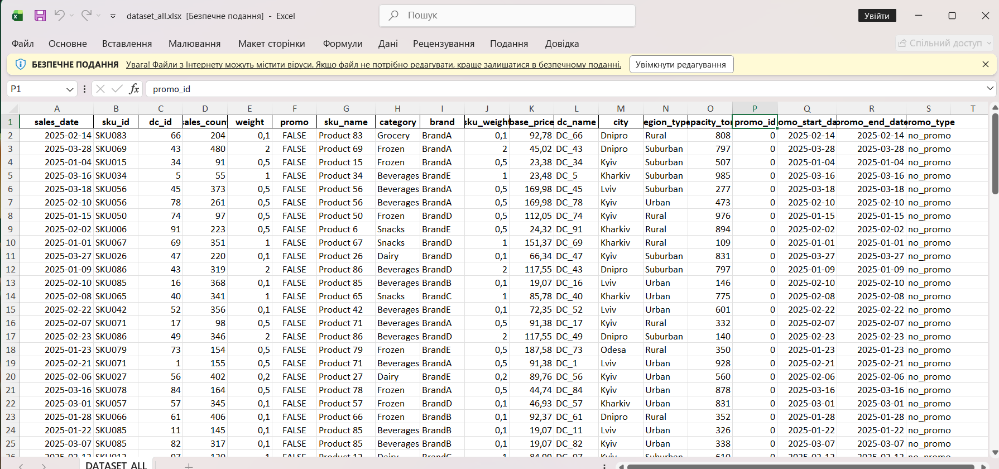 dataset_all.xlsx [Безпечне подання] - Excel
Пошук
Увійти
Файл Основне Вставлення Малювання Макет сторінки Формули Дані Рецензування Подання Довідка Спільний доступ
БЕЗПЕЧНЕ ПОДАННЯ Увага! Файли з Інтернету можуть містити віруси. Якщо файл не потрібно редагувати, краще залишатися в безпечному поданні. Увімкнути редагування
P1 fx promo_id
A B C D E F G H I J K L M N O P Q R S T
1 sales_date sku_id dc_id ales_coun weight promo sku_name category brand sku_weight base_price dc_name city egion_type pacity_to promo_id omo_start_da promo_end_date romo_type
2 2025-02-14 SKU083 66 204 0,1 FALSE Product 83 Grocery BrandA 0,1 92,78 DC_66 Dnipro Rural 808 0 2025-02-14 2025-02-14 no_promo
3 2025-03-28 SKU069 43 480 2 FALSE Product 69 Frozen BrandA 2 45,02 DC_43 Dnipro Suburban 797 0 2025-03-28 2025-03-28 no_promo
4 2025-01-04 SKU015 34 91 0,5 FALSE Product 15 Frozen BrandA 0,5 23,38 DC_34 Kyiv Suburban 507 0 2025-01-04 2025-01-04 no_promo
5 2025-03-16 SKU034 5 55 1 FALSE Product 34 Beverages BrandE 1 23,48 DC_5 Kharkiv Suburban 985 0 2025-03-16 2025-03-16 no_promo
6 2025-03-18 SKU056 45 373 0,5 FALSE Product 56 Beverages BrandA 0,5 169,98 DC_45 Lviv Suburban 277 0 2025-03-18 2025-03-18 no_promo
7 2025-02-10 SKU056 78 261 0,5 FALSE Product 56 Beverages BrandA 0,5 169,98 DC_78 Kyiv Urban 473 0 2025-02-10 2025-02-10 no_promo
8 2025-01-15 SKU050 74 97 0,5 FALSE Product 50 Frozen BrandD 0,5 112,05 DC_74 Kyiv Rural 976 0 2025-01-15 2025-01-15 no_promo
9 2025-02-02 SKU006 91 223 0,5 FALSE Product 6 Snacks BrandE 0,5 24,32 DC_91 Kharkiv Rural 894 0 2025-02-02 2025-02-02 no_promo
10 2025-01-01 SKU067 69 351 1 FALSE Product 67 Snacks BrandD 1 151,37 DC_69 Kharkiv Rural 109 0 2025-01-01 2025-01-01 no_promo
11 2025-03-27 SKU026 47 220 0,1 FALSE Product 26 Dairy BrandD 0,1 66,34 DC_47 Kyiv Suburban 831 0 2025-03-27 2025-03-27 no_promo
12 2025-01-09 SKU086 43 319 2 FALSE Product 86 Beverages BrandD 2 117,55 DC_43 Dnipro Suburban 797 0 2025-01-09 2025-01-09 no_promo
13 2025-02-10 SKU085 16 368 0,1 FALSE Product 85 Beverages BrandB 0,1 19,07 DC_16 Lviv Urban 146 0 2025-02-10 2025-02-10 no_promo
14 2025-02-08 SKU065 40 341 1 FALSE Product 65 Snacks BrandC 1 85,78 DC_40 Kharkiv Urban 775 0 2025-02-08 2025-02-08 no_promo
15 2025-02-22 SKU042 52 356 0,1 FALSE Product 42 Beverages BrandE 0,1 72,35 DC_52 Lviv Urban 601 0 2025-02-22 2025-02-22 no_promo
16 2025-02-07 SKU071 17 98 0,5 FALSE Product 71 Beverages BrandA 0,5 91,38 DC_17 Kyiv Rural 332 0 2025-02-07 2025-02-07 no_promo
17 2025-02-23 SKU086 49 346 2 FALSE Product 86 Beverages BrandD 2 117,55 DC_49 Dnipro Suburban 140 0 2025-02-23 2025-02-23 no_promo
18 2025-01-23 SKU079 73 154 0,5 FALSE Product 79 Frozen BrandE 0,5 187,58 DC_73 Odesa Rural 350 0 2025-01-23 2025-01-23 no_promo
19 2025-02-21 SKU071 1 155 0,5 FALSE Product 71 Beverages BrandA 0,5 91,38 DC_1 Lviv Urban 928 0 2025-02-21 2025-02-21 no_promo
20 2025-02-06 SKU027 56 402 0,2 FALSE Product 27 Dairy BrandE 0,2 89,76 DC_56 Kyiv Urban 560 0 2025-02-06 2025-02-06 no_promo
21 2025-03-16 SKU078 84 164 0,5 FALSE Product 78 Frozen BrandA 0,5 44,74 DC_84 Kyiv Urban 878 0 2025-03-16 2025-03-16 no_promo
22 2025-03-01 SKU057 57 345 0,1 FALSE Product 57 Frozen BrandD 0,1 46,93 DC_57 Kharkiv Urban 831 0 2025-03-01 2025-03-01 no_promo
23 2025-01-28 SKU066 61 406 0,1 FALSE Product 66 Frozen BrandB 0,1 92,37 DC_61 Dnipro Rural 352 0 2025-01-28 2025-01-28 no_promo
24 2025-01-22 SKU085 11 145 0,1 FALSE Product 85 Beverages BrandB 0,1 19,07 DC_11 Lviv Urban 326 0 2025-01-22 2025-01-22 no_promo
25 2025-03-07 SKU085 82 317 0,1 FALSE Product 85 Beverages BrandB 0,1 19,07 DC_82 Kyiv Urban 338 0 2025-03-07 2025-03-07 no_promo
DATASET_ALL